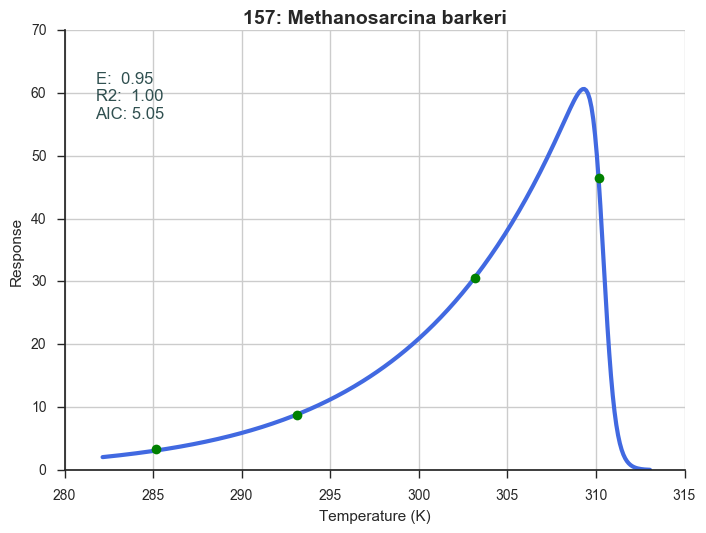 157: Methanosarcina barkeri
70
60
50
40
30
20
10
0
E:  0.95
R2:  1.00
AIC: 5.05
Response
280 285 290 295 300 305 310 315
Temperature (K)